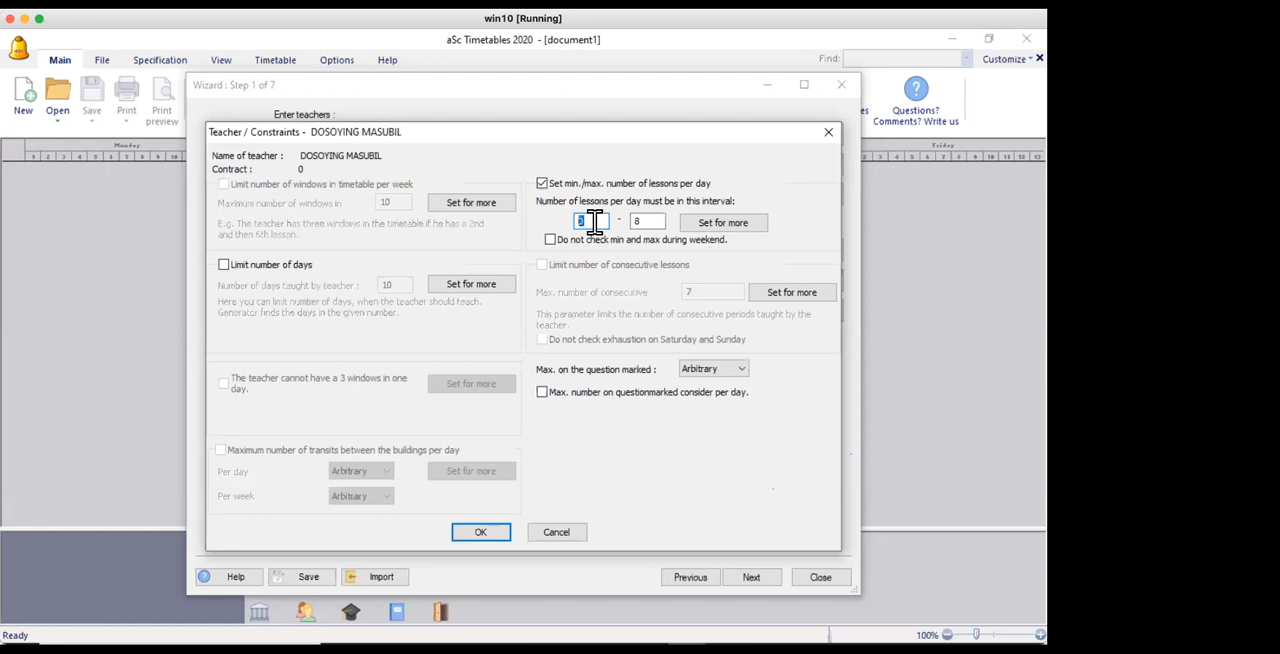 win10 [Running]
aSc Timetables 2020 - [document1]
Main File Specification View Timetable Options Help
Find:
Customize
New Open Save Print Print preview
Questions?
Comments? Write us
Wizard : Step 1 of 7
Enter teachers :
Monday
Friday
Teacher / Constraints - DOSOYING MASUBIL
Name of teacher : DOSOYING MASUBIL
Contract : 0
Limit number of windows in timetable per week
Maximum number of windows in 10 Set for more
E.g. The teacher has three windows in the timetable if he has a 2nd
and then 6th lesson.
Set min./max. number of lessons per day
Number of lessons per day must be in this interval:
- 8 Set for more
Do not check min and max during weekend.
Limit number of days
Number of days taught by teacher : 10 Set for more
Here you can limit number of days, when the teacher should teach.
Generator finds the days in the given number.
Limit number of consecutive lessons
Max. number of consecutive 7 Set for more
This parameter limits the number of consecutive periods taught by the
teacher.
Do not check exhaustion on Saturday and Sunday
The teacher cannot have a 3 windows in one
day.
Set for more
Max. on the question marked : Arbitrary
Max. number on questionmarked consider per day.
Maximum number of transits between the buildings per day
Per day Arbitrary Set for more
Per week Arbitrary
OK Cancel
Help Save Import Previous Next Close
Ready
100%